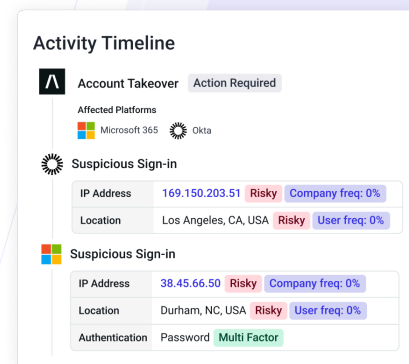 Activity Timeline
Account Takeover Action Required
Affected Platforms
Microsoft 365 Okta
Suspicious Sign-in
IP Address 169.150.203.51 Risky Company freq: 0%
Location Los Angeles, CA, USA Risky User freq: 0%
Suspicious Sign-in
IP Address 38.45.66.50 Risky Company freq: 0%
Location Durham, NC, USA Risky User freq: 0%
Authentication Password Multi Factor